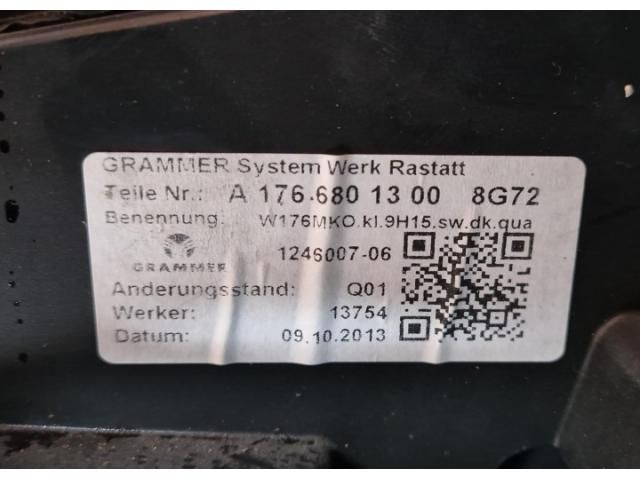 GRAMMER System Werk Rastatt
Teile Nr.: A 176.680 13 00 8G72
Benennung: W176MKO.kl.9H15.sw.dk.qua
GRAMMER 1246007-06
Änderungsstand: Q01
Werker: 13754
Datum: 09.10.2013